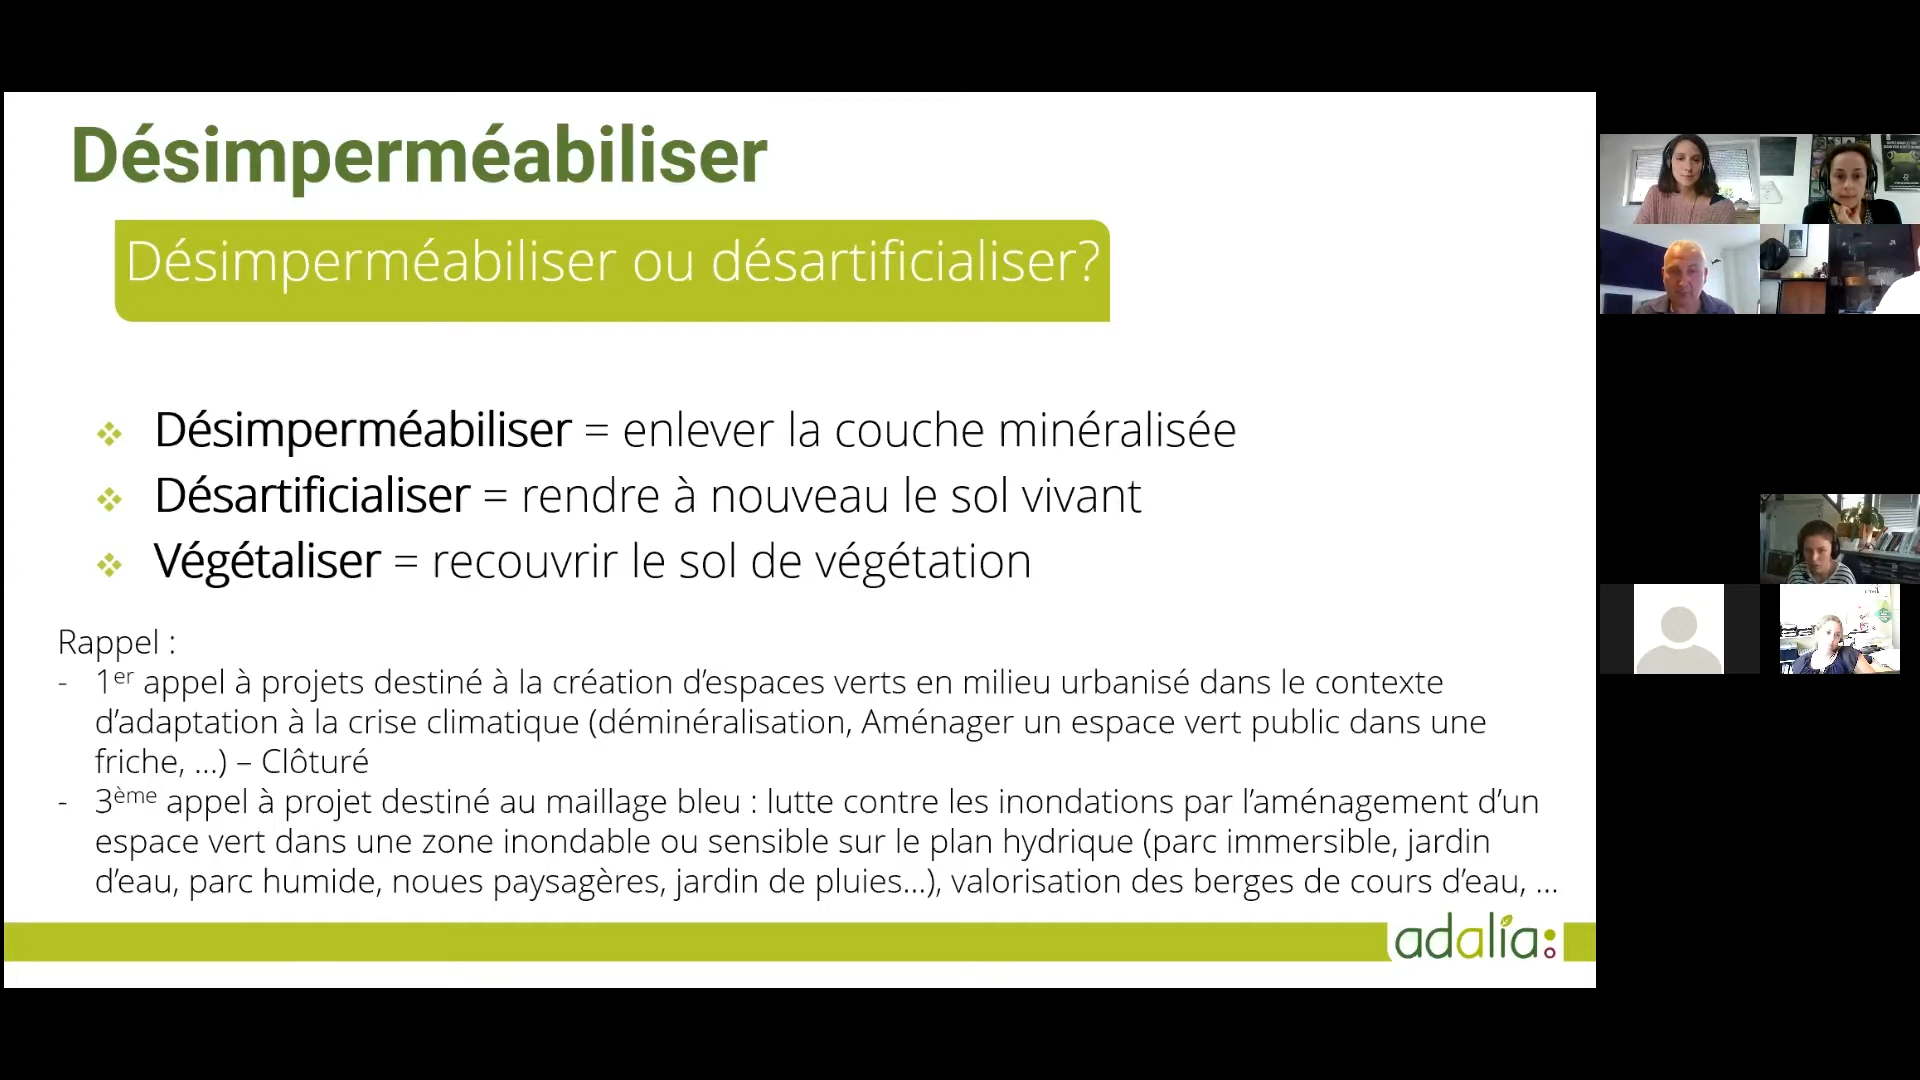 Désimperméabiliser
Désimperméabiliser ou désartificialiser?
❖ Désimperméabiliser = enlever la couche minéralisée
❖ Désartificialiser = rendre à nouveau le sol vivant
❖ Végétaliser = recouvrir le sol de végétation
Rappel :
- 1er appel à projets destiné à la création d’espaces verts en milieu urbanisé dans le contexte
d’adaptation à la crise climatique (déminéralisation, Aménager un espace vert public dans une
friche, ...) – Clôturé
- 3ème appel à projet destiné au maillage bleu : lutte contre les inondations par l’aménagement d’un
espace vert dans une zone inondable ou sensible sur le plan hydrique (parc immersible, jardin
d’eau, parc humide, noues paysagères, jardin de pluies...), valorisation des berges de cours d’eau, ...
adalia